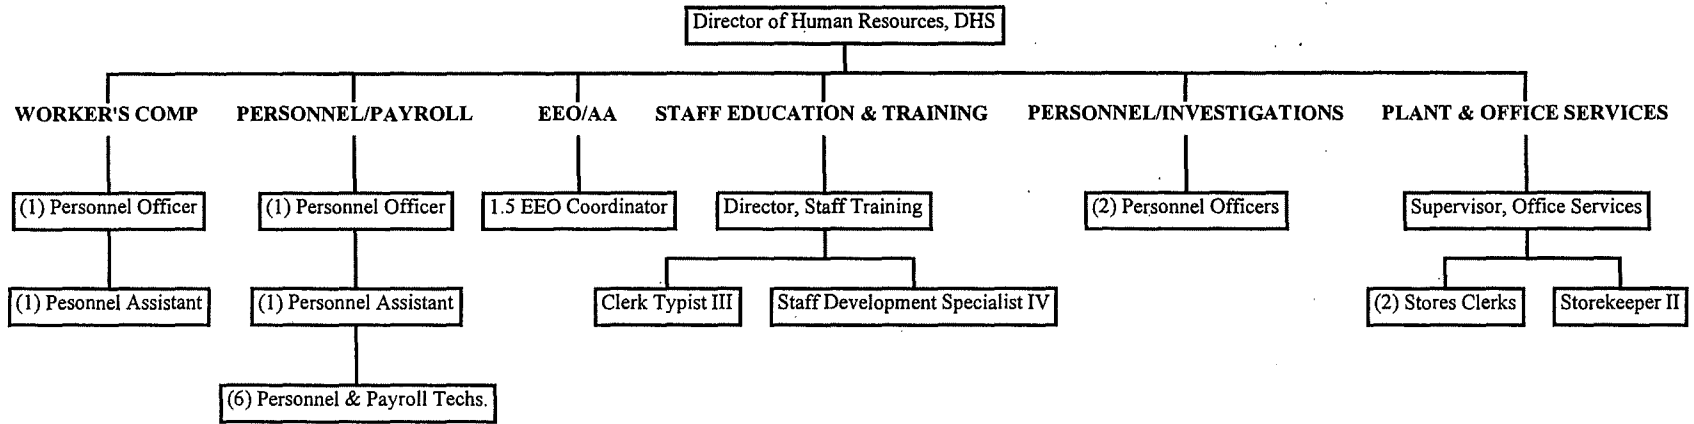 Director of Human Resources, DHS
WORKER'S COMP
PERSONNEL/PAYROLL
EEO/AA
STAFF EDUCATION & TRAINING
PERSONNEL/INVESTIGATIONS
PLANT & OFFICE SERVICES
(1) Personnel Officer
(1) Personnel Officer
1.5 EEO Coordinator
Director, Staff Training
(2) Personnel Officers
Supervisor, Office Services
(1) Pesonnel Assistant
(1) Personnel Assistant
Clerk Typist III
Staff Development Specialist IV
(2) Stores Clerks
Storekeeper II
(6) Personnel & Payroll Techs.